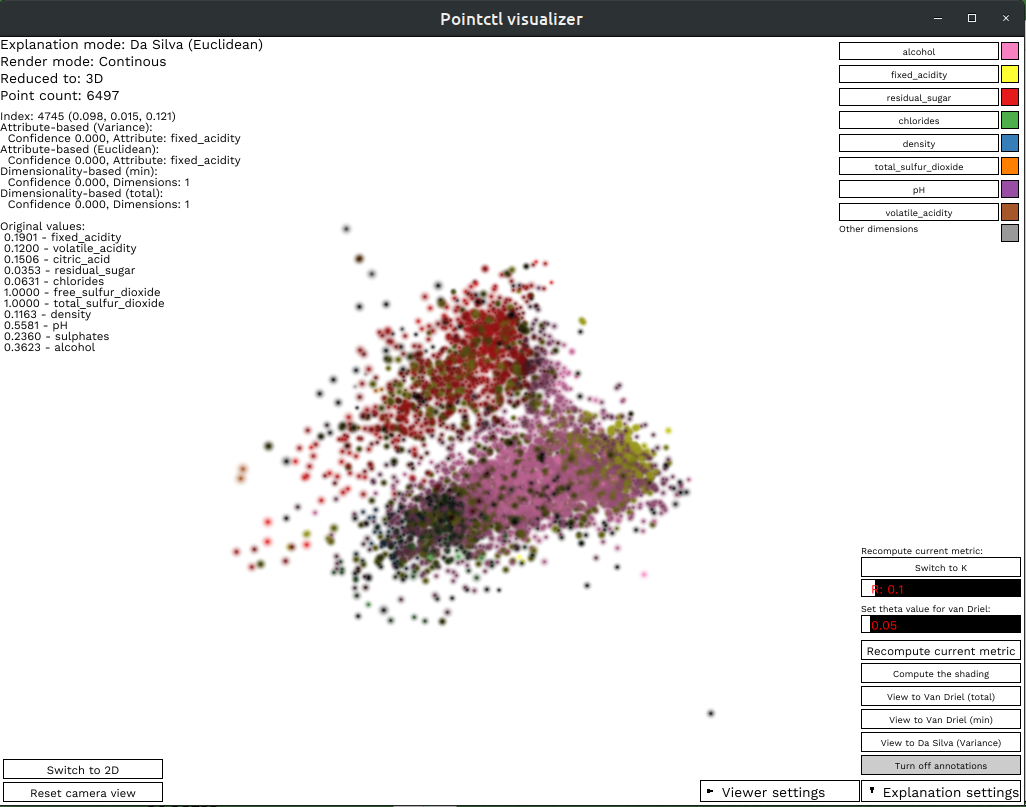 Pointctl visualizer
Explanation mode: Da Silva (Euclidean)
Render mode: Continous
Reduced to: 3D
Point count: 6497
Index: 4745 (0.098, 0.015, 0.121)
Attribute-based (Variance):
Confidence 0.000, Attribute: fixed_acidity
Attribute-based (Euclidean):
Confidence 0.000, Attribute: fixed_acidity
Dimensionality-based (min):
Confidence 0.000, Dimensions: 1
Dimensionality-based (total):
Confidence 0.000, Dimensions: 1
Original values:
0.1901 - fixed_acidity
0.1200 - volatile_acidity
0.1506 - citric_acid
0.0353 - residual_sugar
0.0631 - chlorides
1.0000 - free_sulfur_dioxide
1.0000 - total_sulfur_dioxide
0.1163 - density
0.5581 - pH
0.2360 - sulphates
0.3623 - alcohol
alcohol
fixed_acidity
residual_sugar
chlorides
density
total_sulfur_dioxide
pH
volatile_acidity
Other dimensions
Recompute current metric:
Switch to K
R: 0.1
Set theta value for van Driel:
0.05
Recompute current metric
Compute the shading
View to Van Driel (total)
View to Van Driel (min)
View to Da Silva (Variance)
Turn off annotations
Switch to 2D
Reset camera view
Viewer settings
Explanation settings